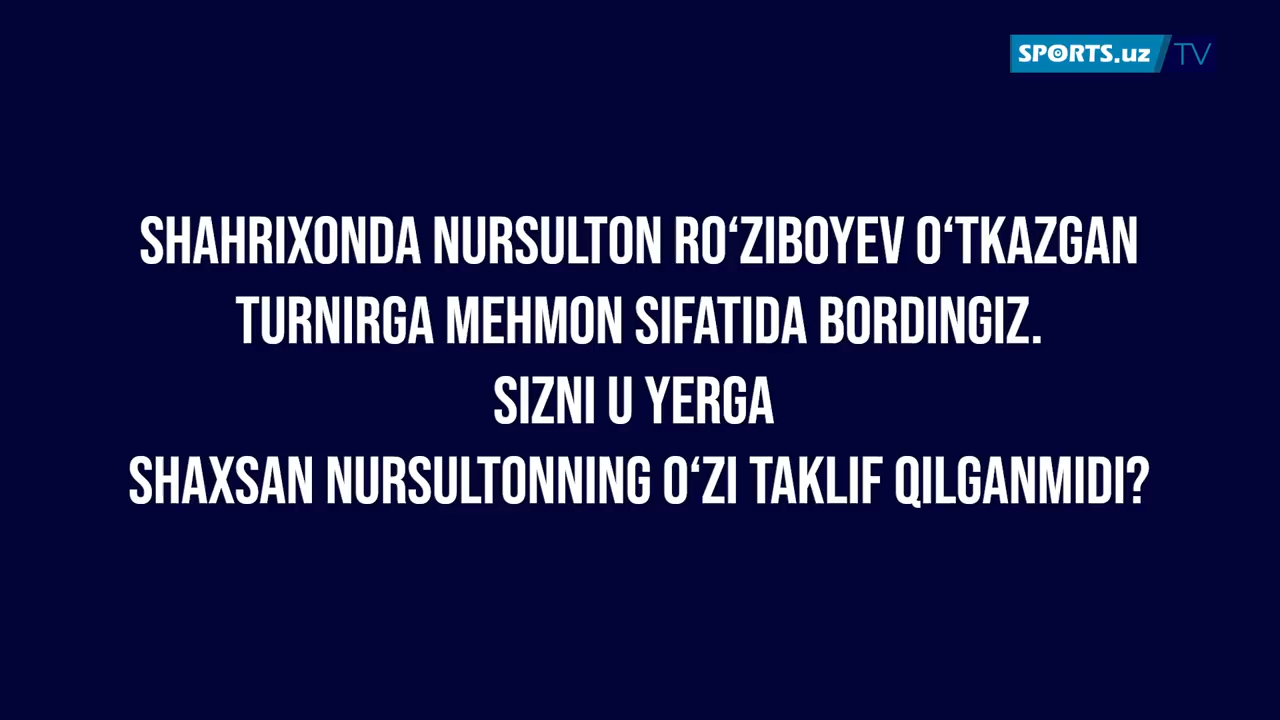 SPORTS.uz TV
SHAHRIXONDA NURSULTON RO‘ZIBOYEV O‘TKAZGAN
TURNIRGA MEHMON SIFATIDA BORDINGIZ.
SIZNI U YERGA
SHAXSAN NURSULTONNING O‘ZI TAKLIF QILGANMIDI?